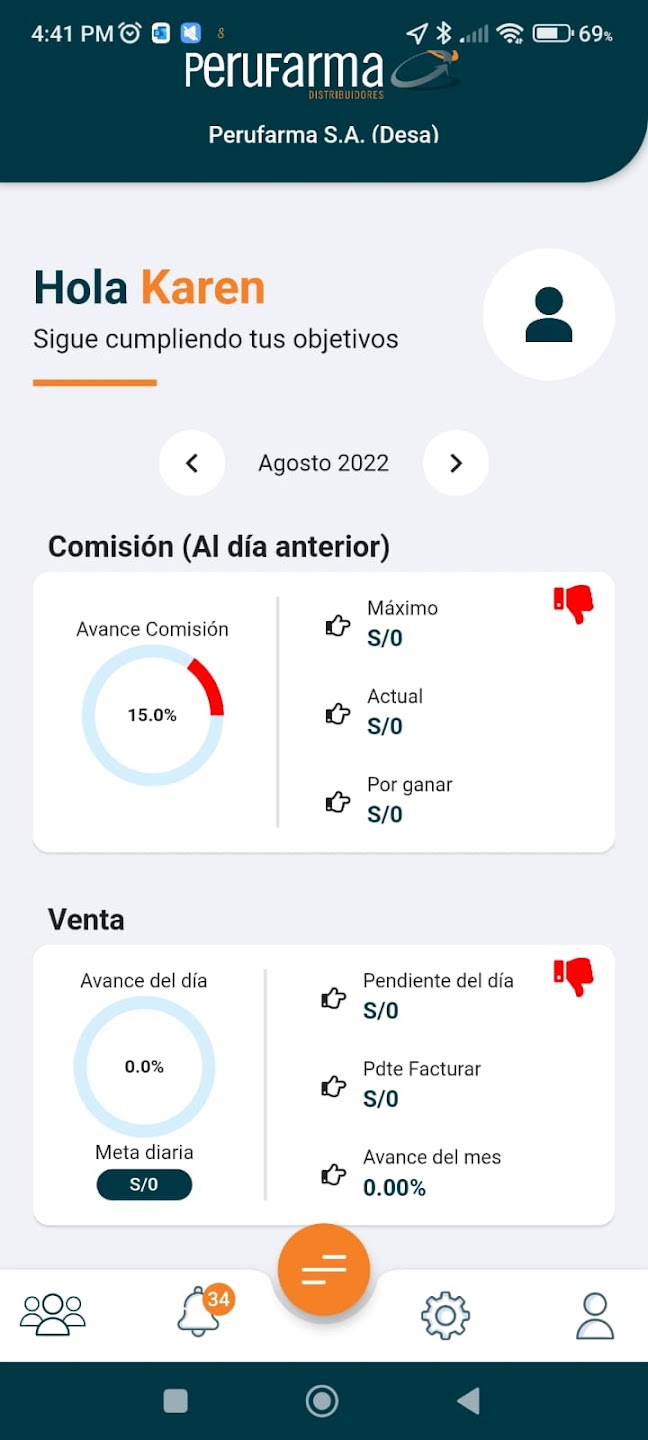 4:41 PM
69%
PERUFARMA
DISTRIBUIDORES
Perufarma S.A. (Desa)
Hola Karen
Sigue cumpliendo tus objetivos
Agosto 2022
Comisión (Al día anterior)
Avance Comisión
15.0%
Máximo
S/0
Actual
S/0
Por ganar
S/0
Venta
Avance del día
0.0%
Meta diaria
S/0
Pendiente del día
S/0
Pdte Facturar
S/0
Avance del mes
0.00%
34